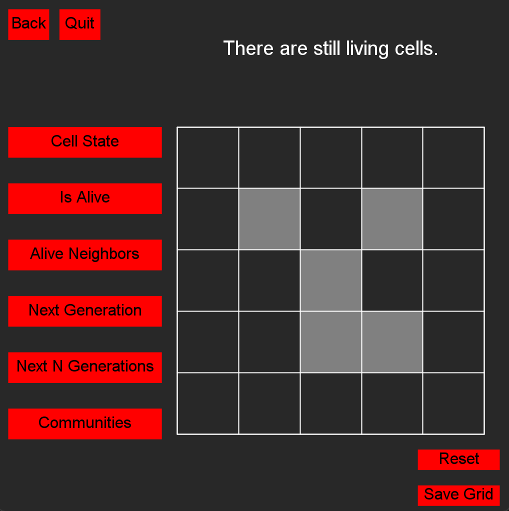 Back
Quit
There are still living cells.
Cell State
Is Alive
Alive Neighbors
Next Generation
Next N Generations
Communities
Reset
Save Grid